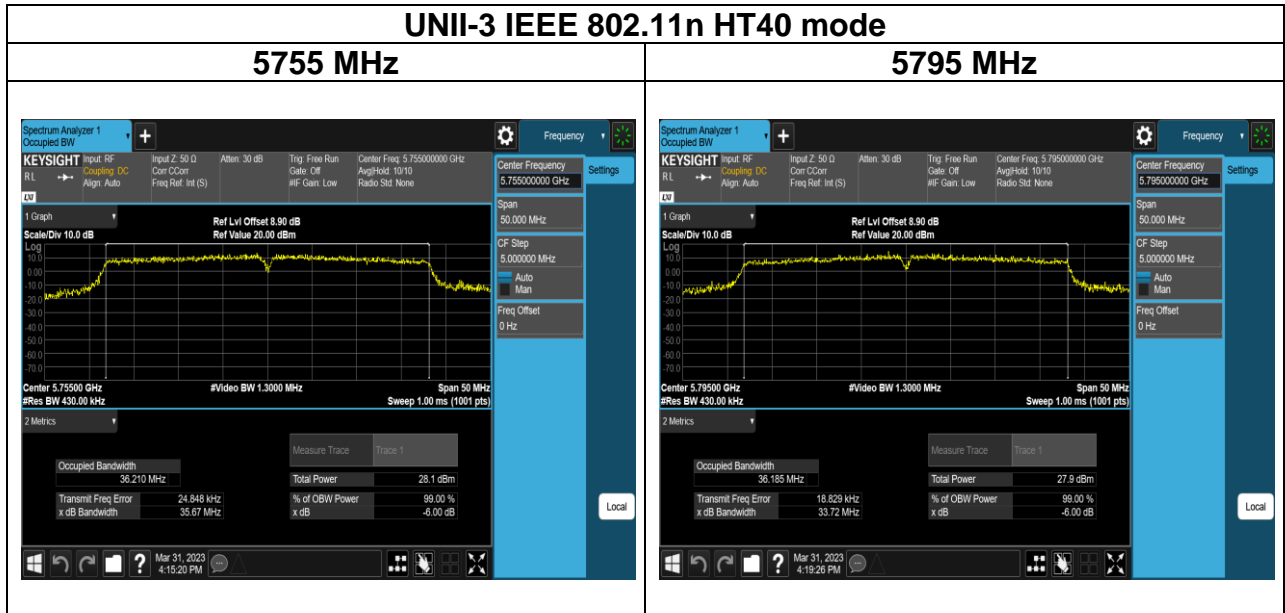 UNII-3 IEEE 802.11n HT40 mode
5755 MHz
5795 MHz
Spectrum Analyzer 1
Occupied BW
+
Frequency
KEYSIGHT
RL
LXI
Input: RF
Coupling: DC
Align: Auto
Input Z: 50 Ω
Corr CCorr
Freq Ref: Int (S)
Atten: 30 dB
Trig: Free Run
Gate: Off
#IF Gain: Low
Center Freq: 5.755000000 GHz
Avg|Hold: 10/10
Radio Std: None
Center Frequency
5.755000000 GHz
Settings
Span
50.000 MHz
CF Step
5.000000 MHz
Auto
Man
Freq Offset
0 Hz
1 Graph
Scale/Div 10.0 dB
Ref Lvl Offset 8.90 dB
Ref Value 20.00 dBm
Log
10.0
0.00
-10.0
-20.0
-30.0
-40.0
-50.0
-60.0
-70.0
Center 5.75500 GHz
#Video BW 1.3000 MHz
Span 50 MHz
#Res BW 430.00 kHz
Sweep 1.00 ms (1001 pts)
2 Metrics
Measure Trace Trace 1
Occupied Bandwidth
36.210 MHz
Total Power 28.1 dBm
Transmit Freq Error 24.848 kHz
% of OBW Power 99.00 %
x dB Bandwidth 35.67 MHz
x dB -6.00 dB
Local
?
Mar 31, 2023
4:15:20 PM
Spectrum Analyzer 1
Occupied BW
+
Frequency
KEYSIGHT
RL
LXI
Input: RF
Coupling: DC
Align: Auto
Input Z: 50 Ω
Corr CCorr
Freq Ref: Int (S)
Atten: 30 dB
Trig: Free Run
Gate: Off
#IF Gain: Low
Center Freq: 5.795000000 GHz
Avg|Hold: 10/10
Radio Std: None
Center Frequency
5.795000000 GHz
Settings
Span
50.000 MHz
CF Step
5.000000 MHz
Auto
Man
Freq Offset
0 Hz
1 Graph
Scale/Div 10.0 dB
Ref Lvl Offset 8.90 dB
Ref Value 20.00 dBm
Log
10.0
0.00
-10.0
-20.0
-30.0
-40.0
-50.0
-60.0
-70.0
Center 5.79500 GHz
#Video BW 1.3000 MHz
Span 50 MHz
#Res BW 430.00 kHz
Sweep 1.00 ms (1001 pts)
2 Metrics
Measure Trace Trace 1
Occupied Bandwidth
36.185 MHz
Total Power 27.9 dBm
Transmit Freq Error 18.829 kHz
% of OBW Power 99.00 %
x dB Bandwidth 33.72 MHz
x dB -6.00 dB
Local
?
Mar 31, 2023
4:19:26 PM